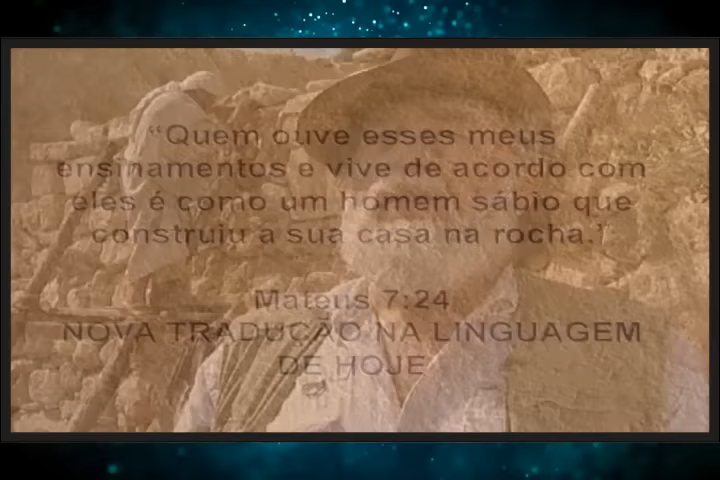 “Quem ouve esses meus
ensinamentos e vive de acordo com
eles é como um homem sábio que
construiu a sua casa na rocha.”
Mateus 7:24
NOVA TRADUÇÃO NA LINGUAGEM
DE HOJE